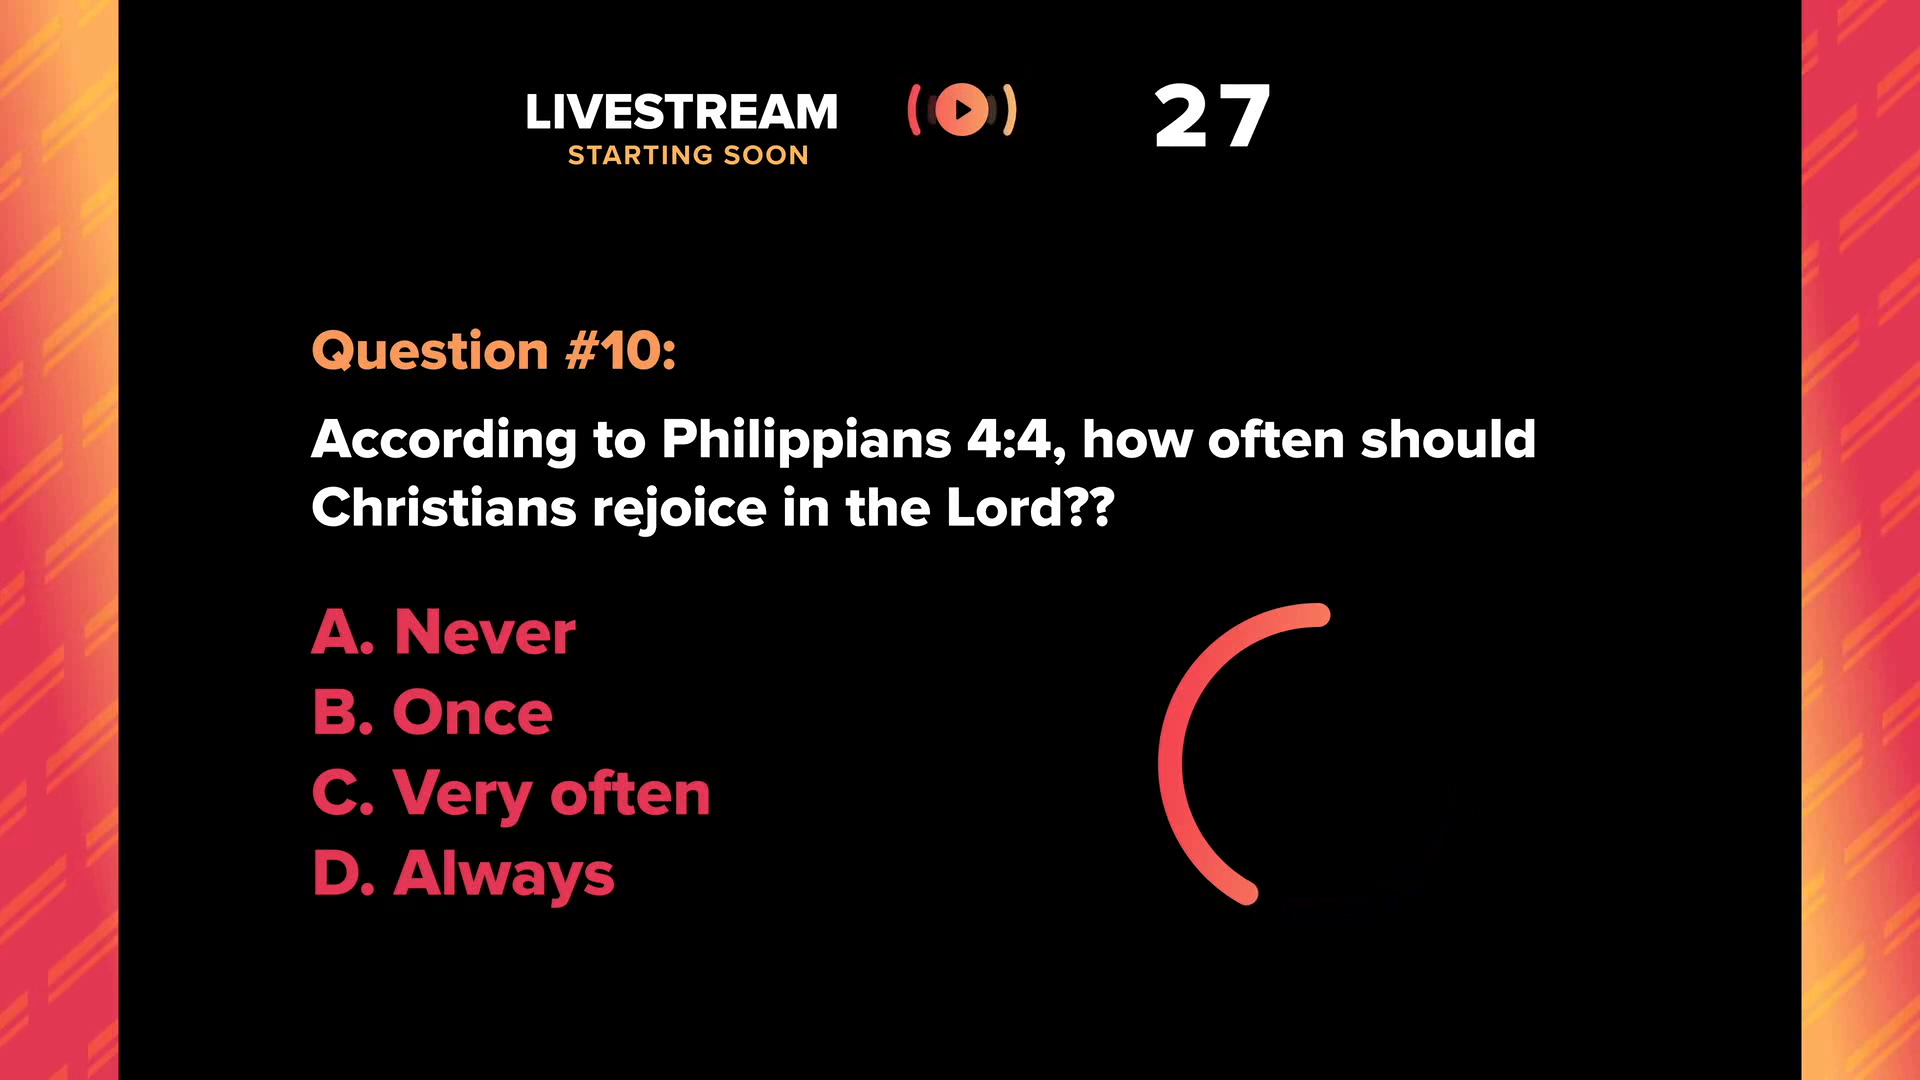 LIVESTREAM
STARTING SOON
27
Question #10:
According to Philippians 4:4, how often should
Christians rejoice in the Lord??
A. Never
B. Once
C. Very often
D. Always